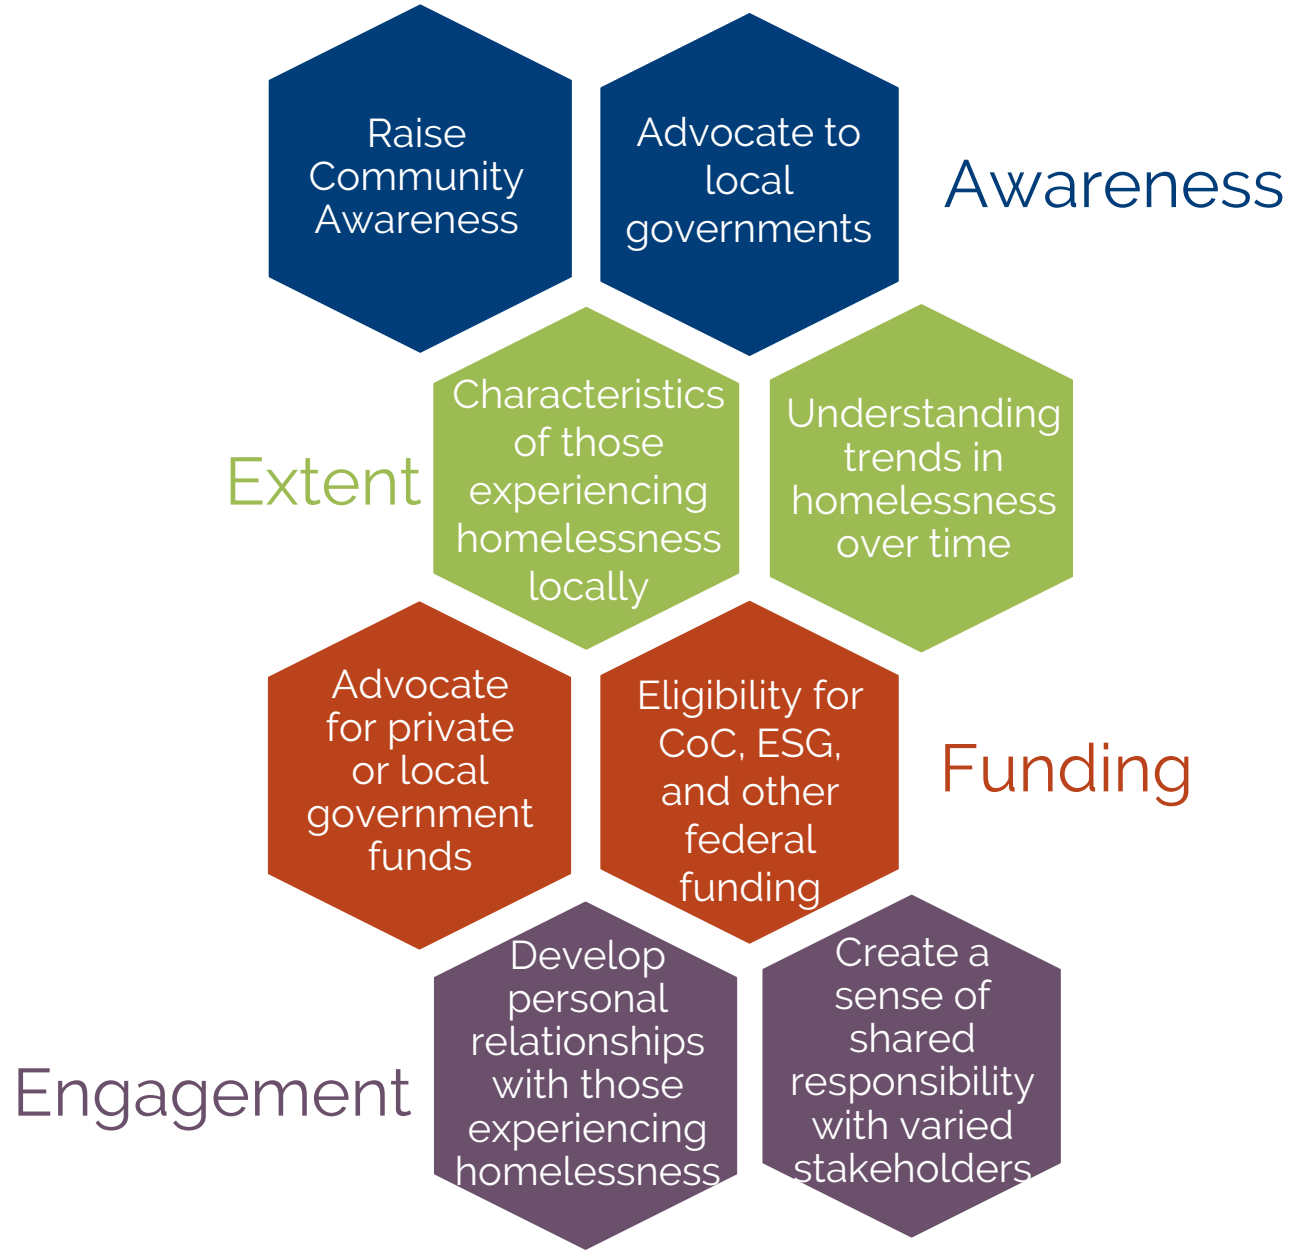 Raise
Community
Awareness
Advocate to
local
governments
Awareness
Extent
Characteristics
of those
experiencing
homelessness
locally
Understanding
trends in
homelessness
over time
Advocate
for private
or local
government
funds
Eligibility for
CoC, ESG,
and other
federal
funding
Funding
Engagement
Develop
personal
relationships
with those
experiencing
homelessness
Create a
sense of
shared
responsibility
with varied
stakeholders